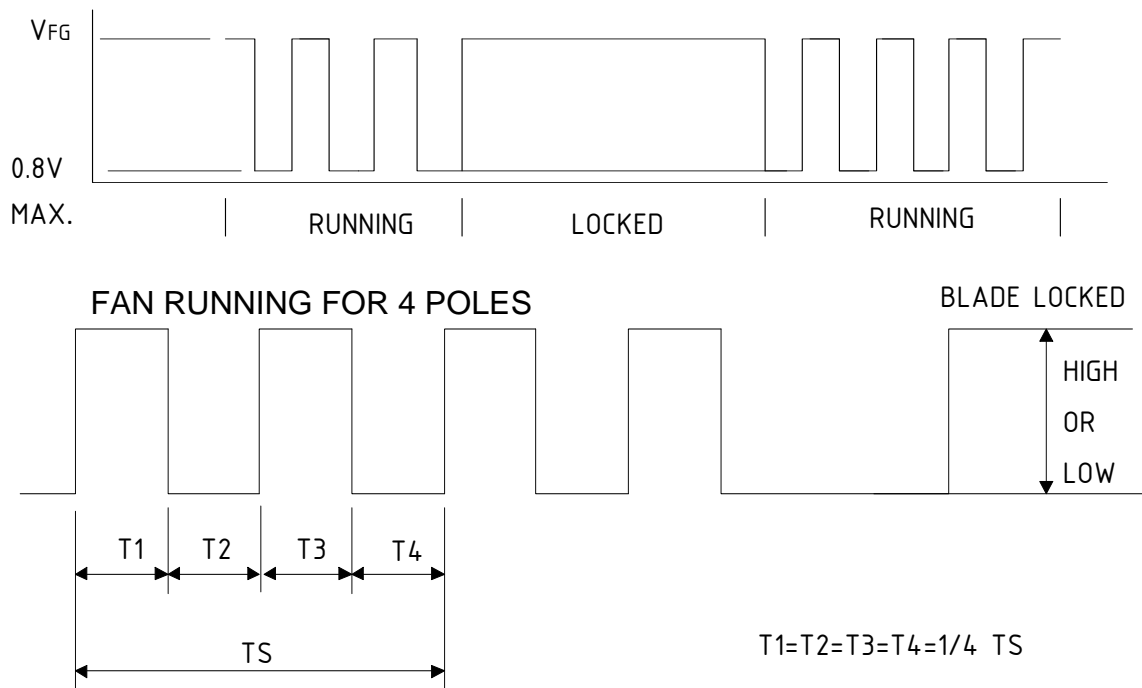 VFG
0.8V
MAX.
RUNNING LOCKED RUNNING
FAN RUNNING FOR 4 POLES
BLADE LOCKED
HIGH
OR
LOW
T1 T2 T3 T4
TS
T1=T2=T3=T4=1/4 TS